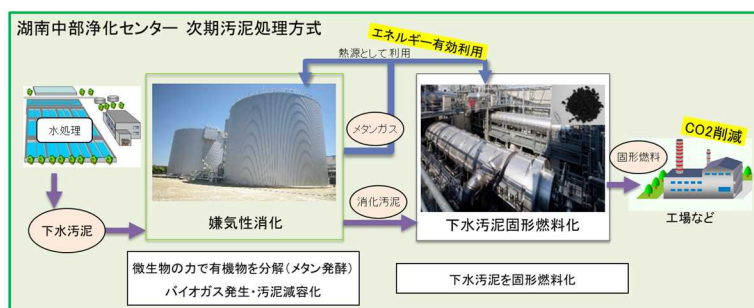 湖南中部浄化センター 次期汚泥処理方式
エネルギー有効利用
熱源として利用
水処理
メタンガス
CO2削減
固形燃料
消化汚泥
下水汚泥
嫌気性消化
下水汚泥固形燃料化
工場など
微生物の力で有機物を分解(メタン発酵)
バイオガス発生・汚泥減容化
下水汚泥を固形燃料化